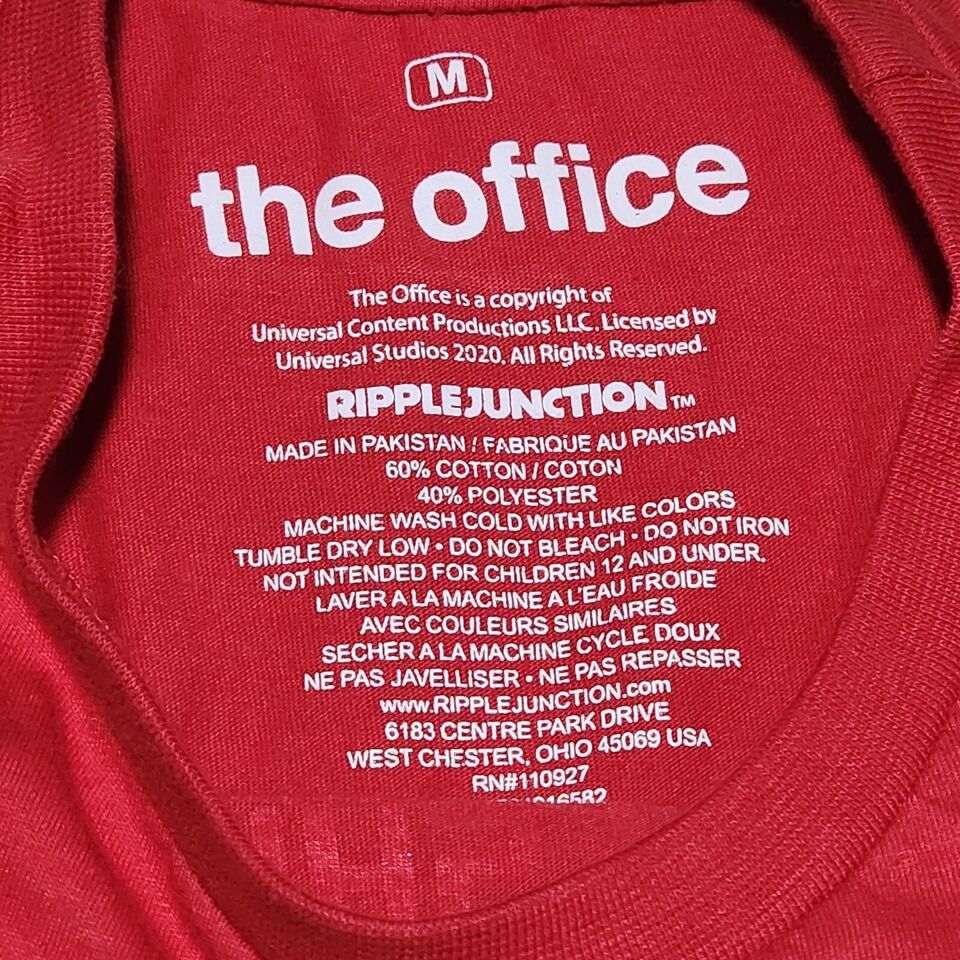 M
the office
The Office is a copyright of
Universal Content Productions LLC. Licensed by
Universal Studios 2020. All Rights Reserved.
RIPPLE JUNCTION TM
MADE IN PAKISTAN / FABRIQUE AU PAKISTAN
60% COTTON / COTON
40% POLYESTER
MACHINE WASH COLD WITH LIKE COLORS
TUMBLE DRY LOW • DO NOT BLEACH • DO NOT IRON
NOT INTENDED FOR CHILDREN 12 AND UNDER.
LAVER A LA MACHINE A L'EAU FROIDE
AVEC COULEURS SIMILAIRES
SECHER A LA MACHINE CYCLE DOUX
NE PAS JAVELLISER • NE PAS REPASSER
www.RIPPLEJUNCTION.com
6183 CENTRE PARK DRIVE
WEST CHESTER, OHIO 45069 USA
RN#110927